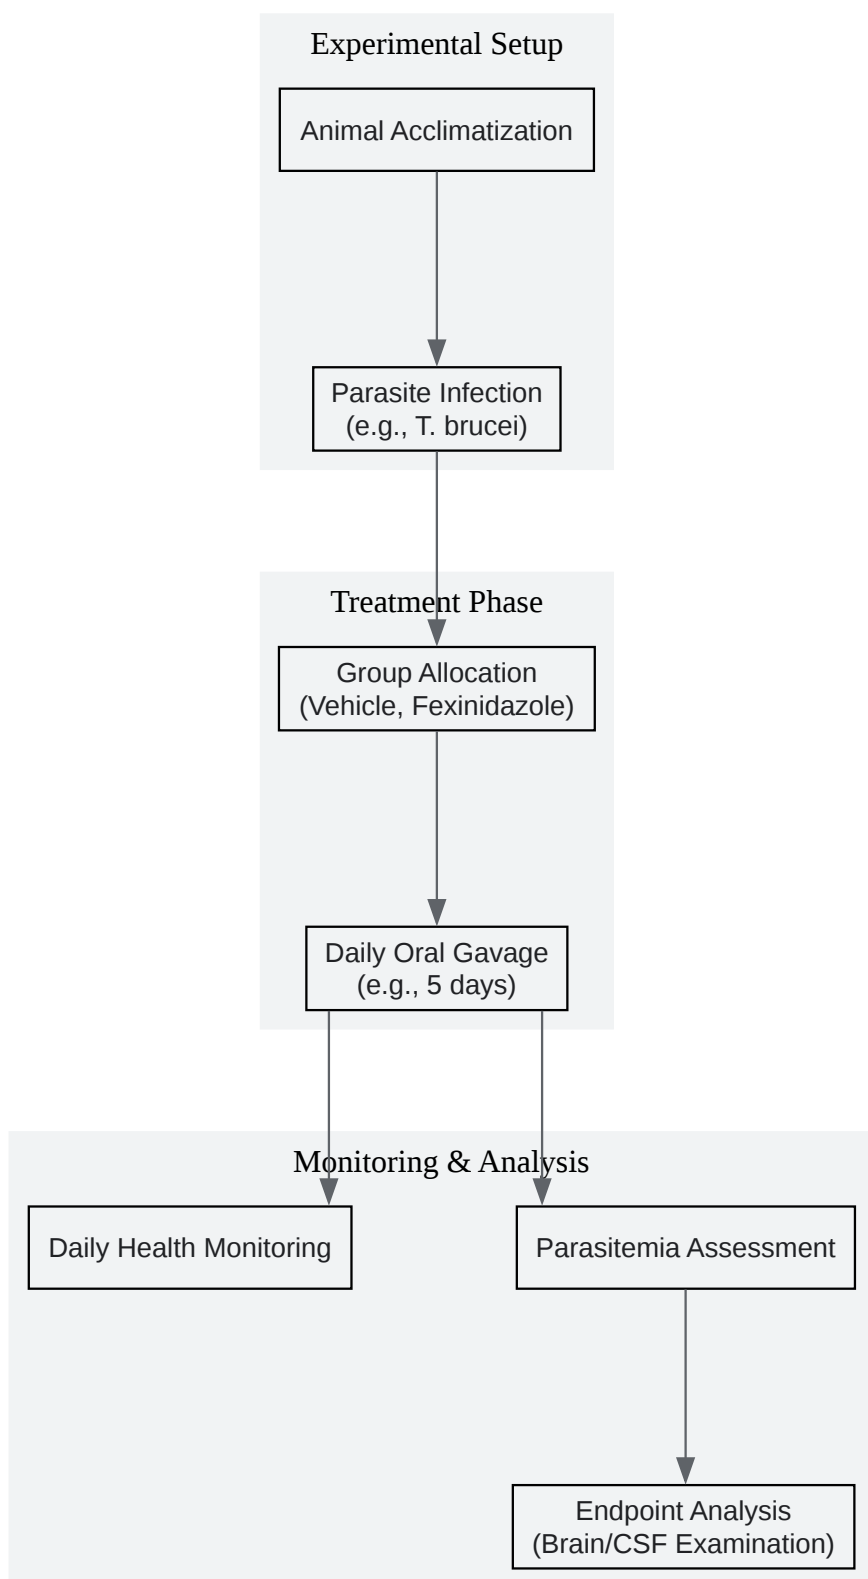 Experimental Setup
Animal Acclimatization
Parasite Infection
(e.g., T. brucei)
Treatment Phase
Group Allocation
(Vehicle, Fexinidazole)
Daily Oral Gavage
(e.g., 5 days)
Monitoring & Analysis
Daily Health Monitoring
Parasitemia Assessment
Endpoint Analysis
(Brain/CSF Examination)